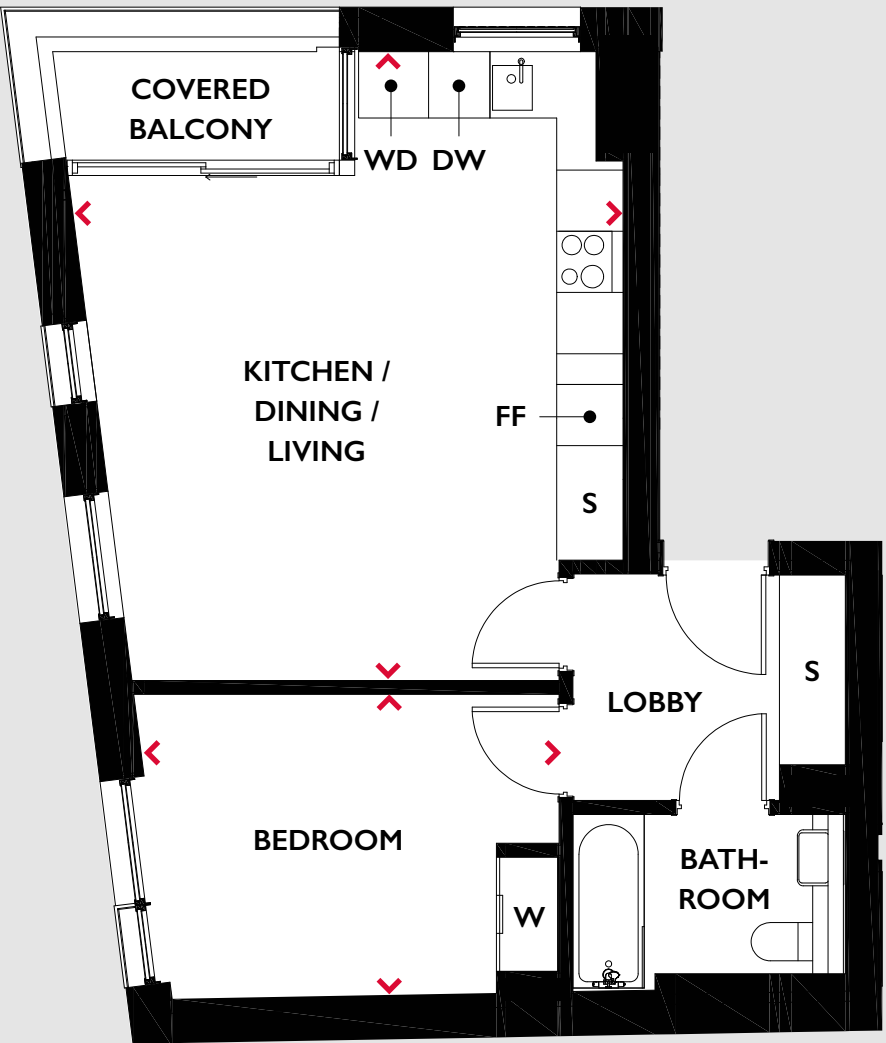 COVERED
BALCONY
WD DW
KITCHEN /
DINING /
LIVING
FF
S
S
LOBBY
BEDROOM
BATH-
ROOM
W